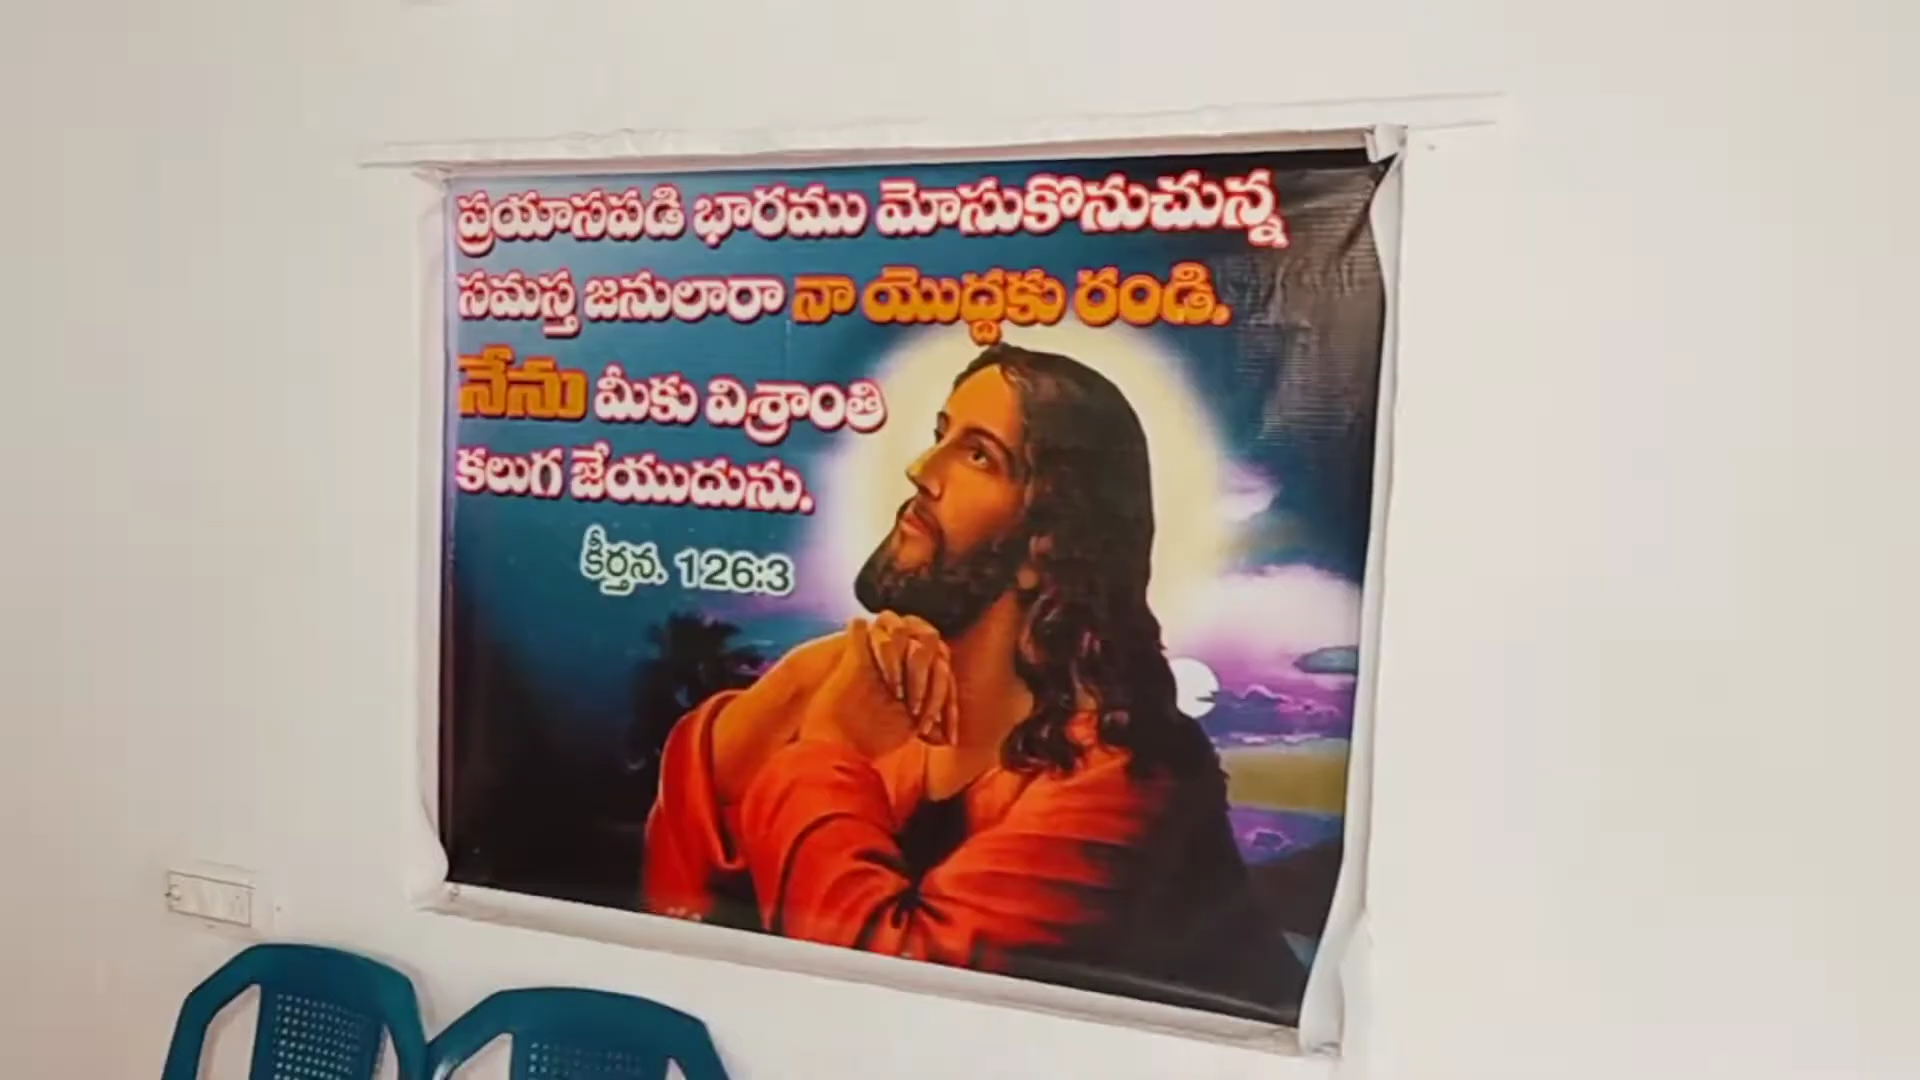 ప్రయాసపడి భారము మోసుకొనుచున్న
సమస్త జనులారా నా యొద్దకు రండి.
నేను మీకు విశ్రాంతి
కలుగ జేయుదును.
కీర్తన. 126:3